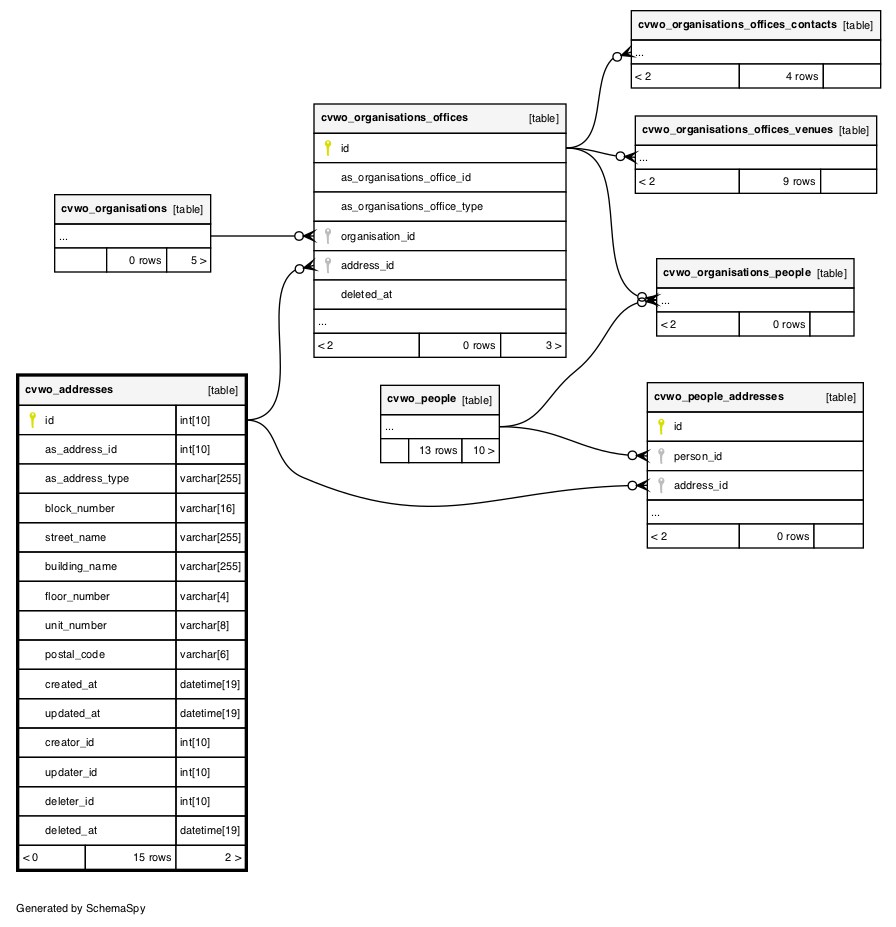 cvwo_organisations_offices_contacts [table]
...
< 2 4 rows
cvwo_organisations_offices [table]
id
as_organisations_office_id
as_organisations_office_type
organisation_id
address_id
deleted_at
...
< 2 0 rows 3 >
cvwo_organisations_offices_venues [table]
...
< 2 9 rows
cvwo_organisations [table]
...
0 rows 5 >
cvwo_organisations_people [table]
...
< 2 0 rows
cvwo_addresses [table]
id int[10]
as_address_id int[10]
as_address_type varchar[255]
block_number varchar[16]
street_name varchar[255]
building_name varchar[255]
floor_number varchar[4]
unit_number varchar[8]
postal_code varchar[6]
created_at datetime[19]
updated_at datetime[19]
creator_id int[10]
updater_id int[10]
deleter_id int[10]
deleted_at datetime[19]
< 0 15 rows 2 >
cvwo_people [table]
...
13 rows 10 >
cvwo_people_addresses [table]
id
person_id
address_id
...
< 2 0 rows
Generated by SchemaSpy